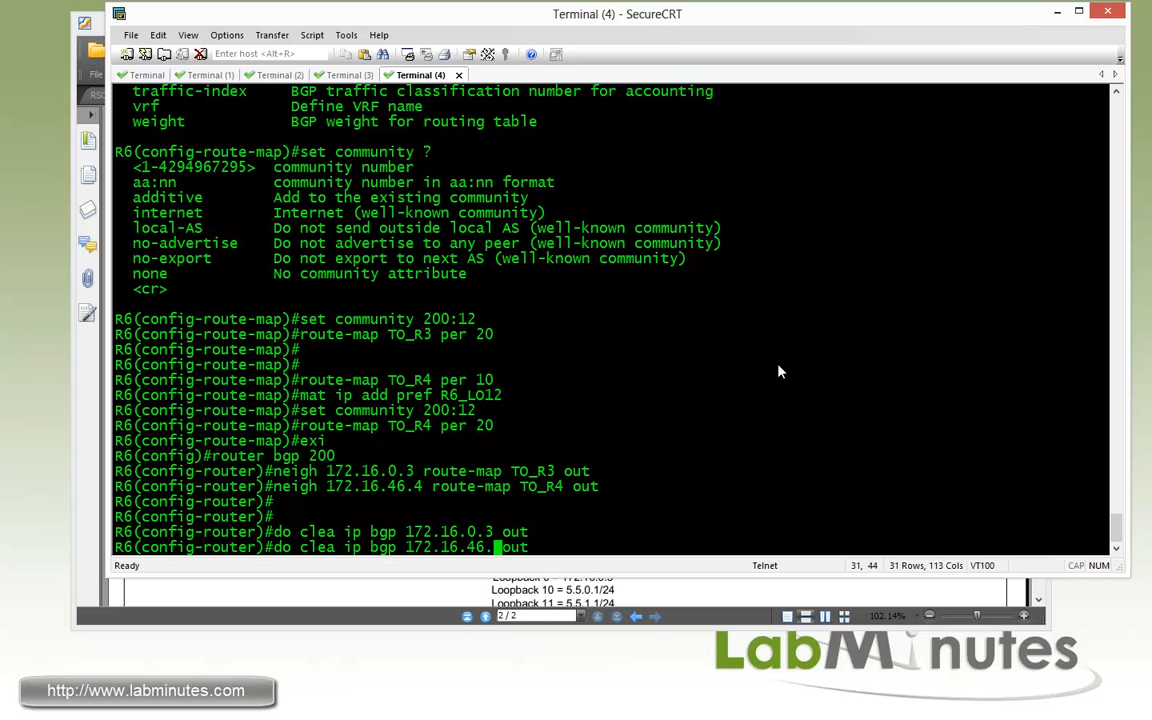 Terminal (4) - SecureCRT
File Edit View Options Transfer Script Tools Help
Enter host <Alt+R>
Terminal Terminal (1) Terminal (2) Terminal (3) Terminal (4)
File
RSC
traffic-index BGP traffic classification number for accounting
vrf Define VRF name
weight BGP weight for routing table
R6(config-route-map)#set community ?
<1-4294967295> community number
aa:nn community number in aa:nn format
additive Add to the existing community
internet Internet (well-known community)
local-AS Do not send outside local AS (well-known community)
no-advertise Do not advertise to any peer (well-known community)
no-export Do not export to next AS (well-known community)
none No community attribute
<cr>
R6(config-route-map)#set community 200:12
R6(config-route-map)#route-map TO_R3 per 20
R6(config-route-map)#
R6(config-route-map)#
R6(config-route-map)#route-map TO_R4 per 10
R6(config-route-map)#mat ip add pref R6_LO12
R6(config-route-map)#set community 200:12
R6(config-route-map)#route-map TO_R4 per 20
R6(config-route-map)#exi
R6(config)#router bgp 200
R6(config-router)#neigh 172.16.0.3 route-map TO_R3 out
R6(config-router)#neigh 172.16.46.4 route-map TO_R4 out
R6(config-router)#
R6(config-router)#
R6(config-router)#do clea ip bgp 172.16.0.3 out
R6(config-router)#do clea ip bgp 172.16.46. out
Ready Telnet 31, 44 31 Rows, 113 Cols VT100 CAP NUM
Loopback 10 = 5.5.0.1/24
Loopback 11 = 5.5.1.1/24
2 / 2 102.14%
LabMinutes
http://www.labminutes.com